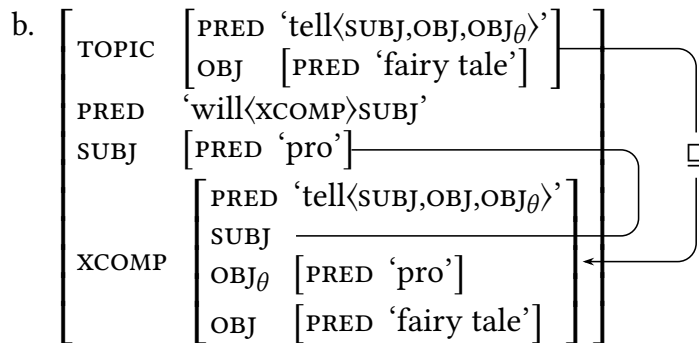 b. TOPIC [PRED ‘tell⟨SUBJ,OBJ,OBJθ⟩’
OBJ [PRED ‘fairy tale’]]
PRED ‘will⟨XCOMP⟩SUBJ’
SUBJ [PRED ‘pro’]
⊑
XCOMP [PRED ‘tell⟨SUBJ,OBJ,OBJθ⟩’
SUBJ
OBJθ [PRED ‘pro’]
OBJ [PRED ‘fairy tale’]]